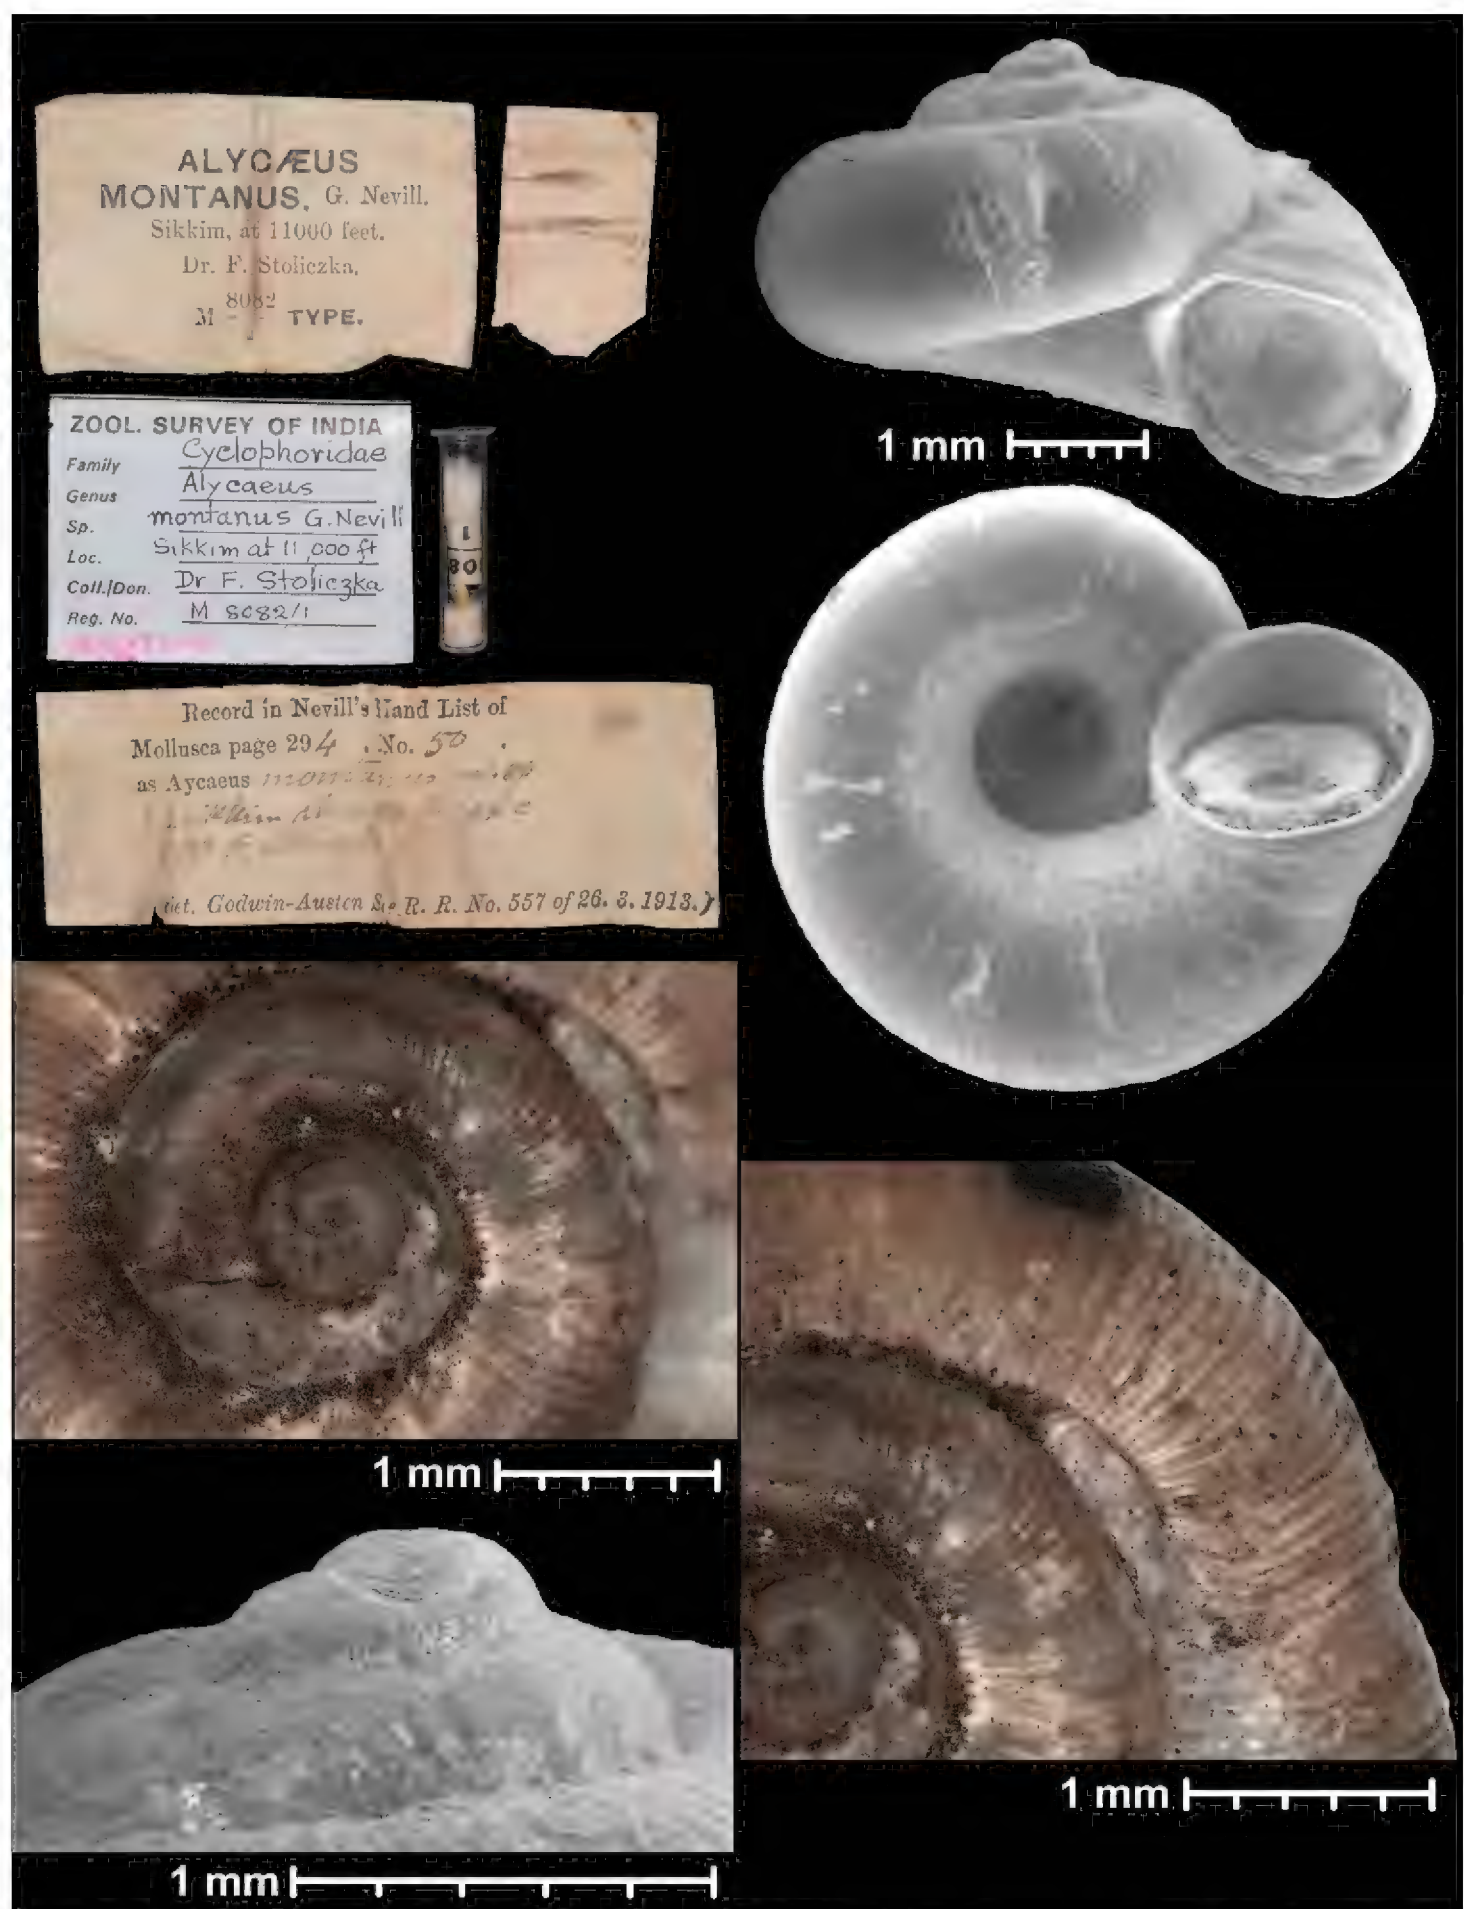 ALYCÆUS
MONTANUS, G. Nevill.
Sikkim, at 11000 feet.
Dr. F. Stoliczka.
8082
M TYPE.
ZOOL. SURVEY OF INDIA
Family Cyclophoridae
Genus Alycaeus
Sp. montanus G. Nevill
Loc. Sikkim at 11,000 ft
Coll./Don. Dr F. Stoliczka
Reg. No. M 8082/1
1
80
Record in Nevill's Hand List of
Mollusca page 294 . No. 50 .
as Aycaeus
det. Godwin-Austen R. R. No. 557 of 26. 3. 1913.)
1 mm
1 mm
1 mm
1 mm